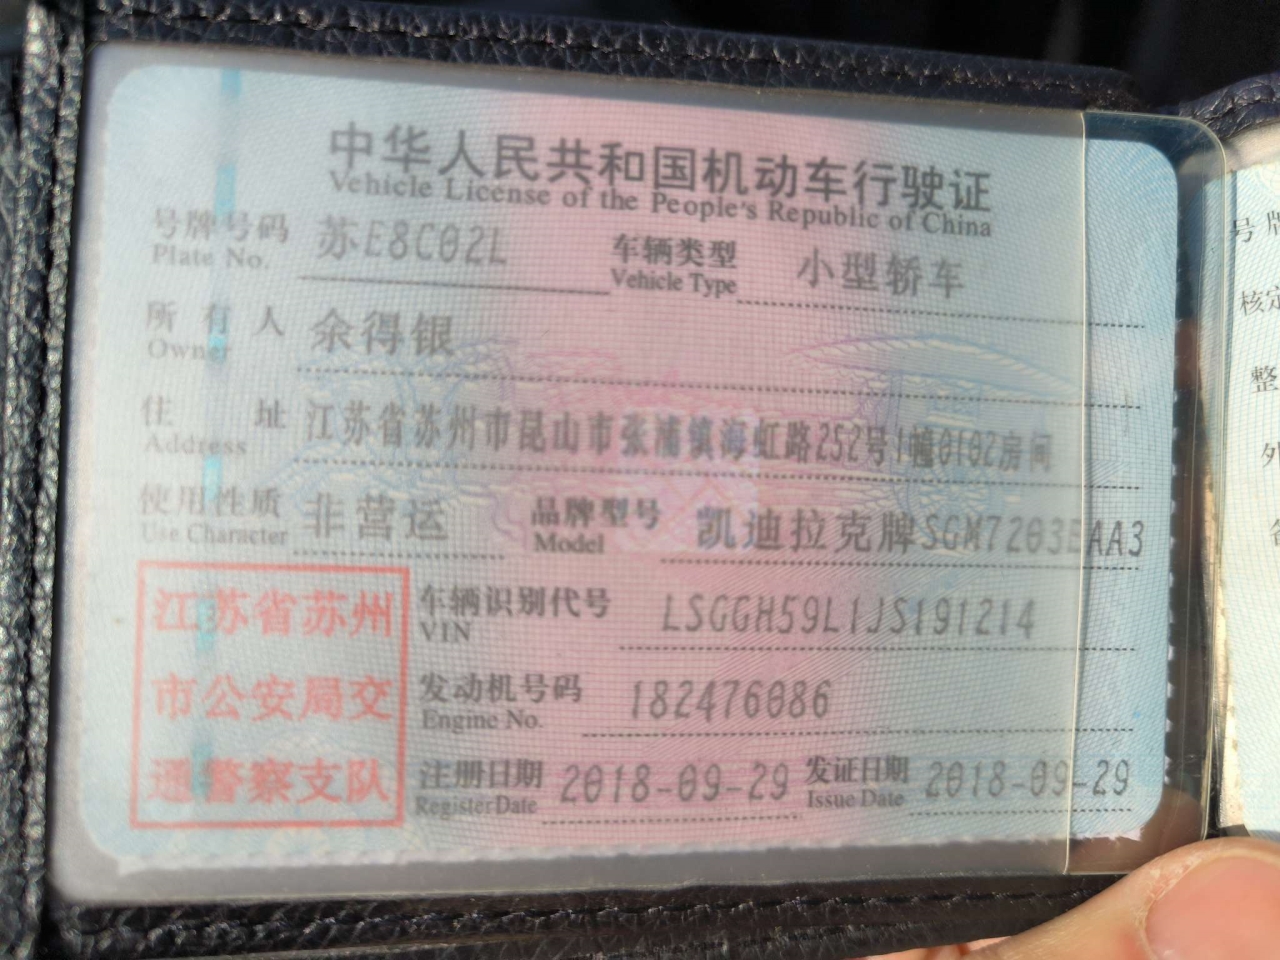 中华人民共和国机动车行驶证
Vehicle License of the People's Republic of China
号牌号码 苏E8C02L 车辆类型 小型轿车
Plate No. Vehicle Type
所有人 余得银
Owner
住址 江苏省苏州市昆山市张浦镇海虹路252号1幢0102房间
Address
使用性质 非营运 品牌型号 凯迪拉克牌SGM7203EAA3
Use Character Model
江苏省苏州
市公安局交
通警察支队
车辆识别代号 LSGGH59L1JS191214
VIN
发动机号码 182476086
Engine No.
注册日期 2018-09-29 发证日期 2018-09-29
Register Date Issue Date
号牌
核定
整
外